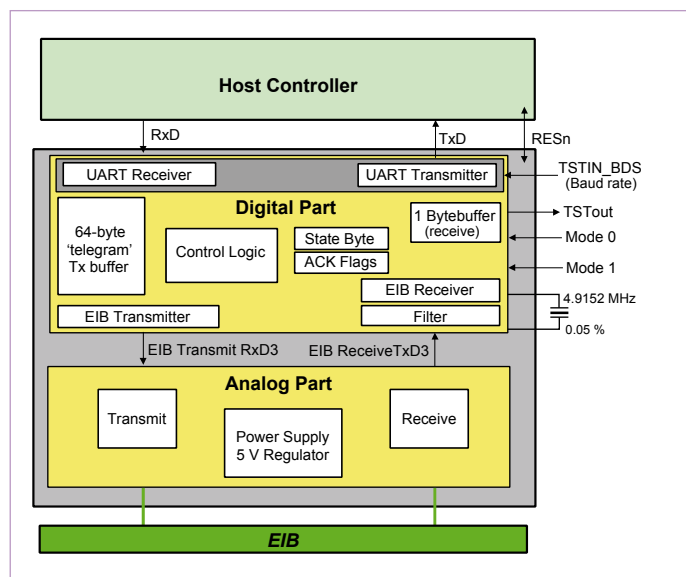 Host Controller
RxD
TxD
RESn
UART Receiver
UART Transmitter
TSTIN_BDS
(Baud rate)
Digital Part
64-byte
‘telegram’
Tx buffer
Control Logic
State Byte
ACK Flags
1 Bytebuffer
(receive)
TSTout
Mode 0
Mode 1
EIB Receiver
4.9152 MHz
EIB Transmitter
Filter
0.05 %
EIB Transmit RxD3
EIB ReceiveTxD3
Analog Part
Transmit
Power Supply
5 V Regulator
Receive
EIB